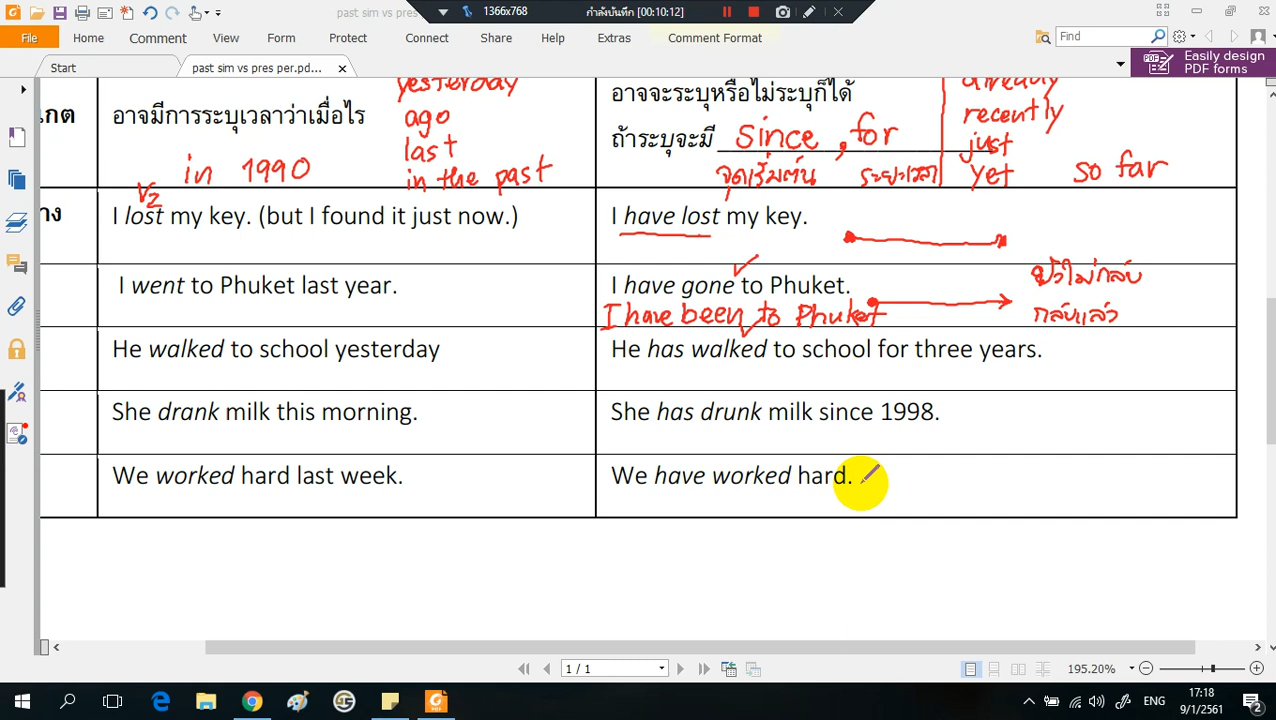 past sim vs pres 1366x768 กำลังบันทึก [00:10:12]
File Home Comment View Form Protect Connect Share Help Extras Comment Format Find
Start past sim vs pres per.pdf... Easily design PDF forms
yesterday
already
อาจจะระบุหรือไม่ระบุก็ได้
เกต อาจมีการระบุเวลาว่าเมื่อไร ago recently
last ถ้าระบุจะมี since, for just
in 1990 in the past จุดเริ่มต้น ระยะเวลา yet so far
V2
าง I lost my key. (but I found it just now.) I have lost my key.
I went to Phuket last year. I have gone to Phuket. ยังไม่กลับ
I have been to Phuket กลับแล้ว
He walked to school yesterday He has walked to school for three years.
She drank milk this morning. She has drunk milk since 1998.
We worked hard last week. We have worked hard.
1 / 1 195.20%
ENG 17:18
9/1/2561 2